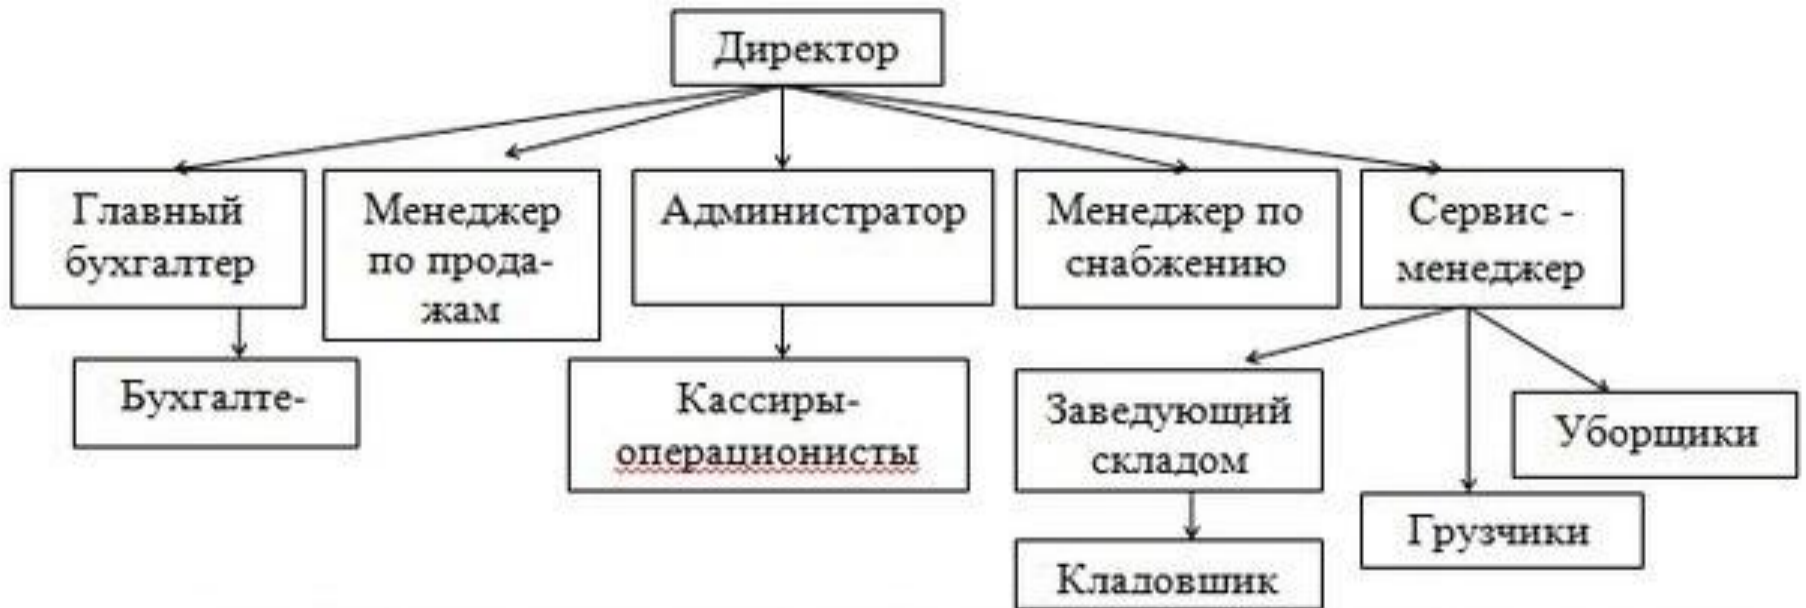 Директор
Главный
бухгалтер
Менеджер
по прода-
жам
Администратор
Менеджер по
снабжению
Сервис -
менеджер
Бухгалте-
Кассиры-
операционисты
Заведующий
складом
Уборщики
Грузчики
Кладовшик